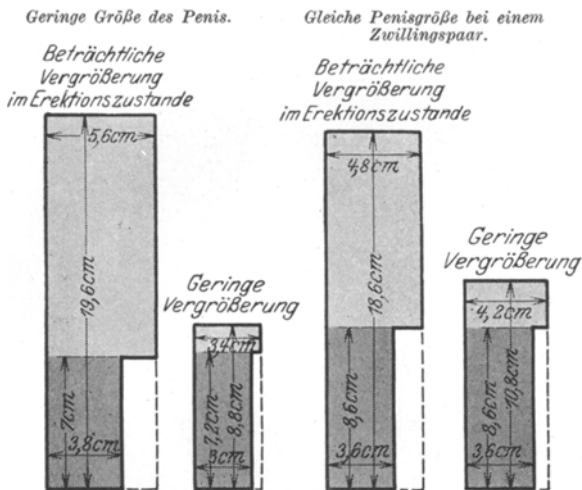 Geringe Größe des Penis.
Gleiche Penisgröße bei einem
Zwillingspaar.
Beträchtliche
Vergrößerung
im Erektionszustande
5,6cm
19,6cm
7cm
3,8cm
Geringe
Vergrößerung
3,4cm
7,2cm
8,8cm
3cm
Beträchtliche
Vergrößerung
im Erektionszustande
4,8cm
18,6cm
8,6cm
3,6cm
Geringe
Vergrößerung
4,2cm
8,6cm
10,8cm
3,6cm